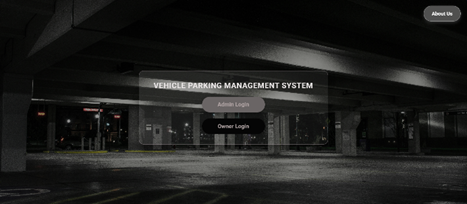 About Us
VEHICLE PARKING MANAGEMENT SYSTEM
Admin Login
Owner Login